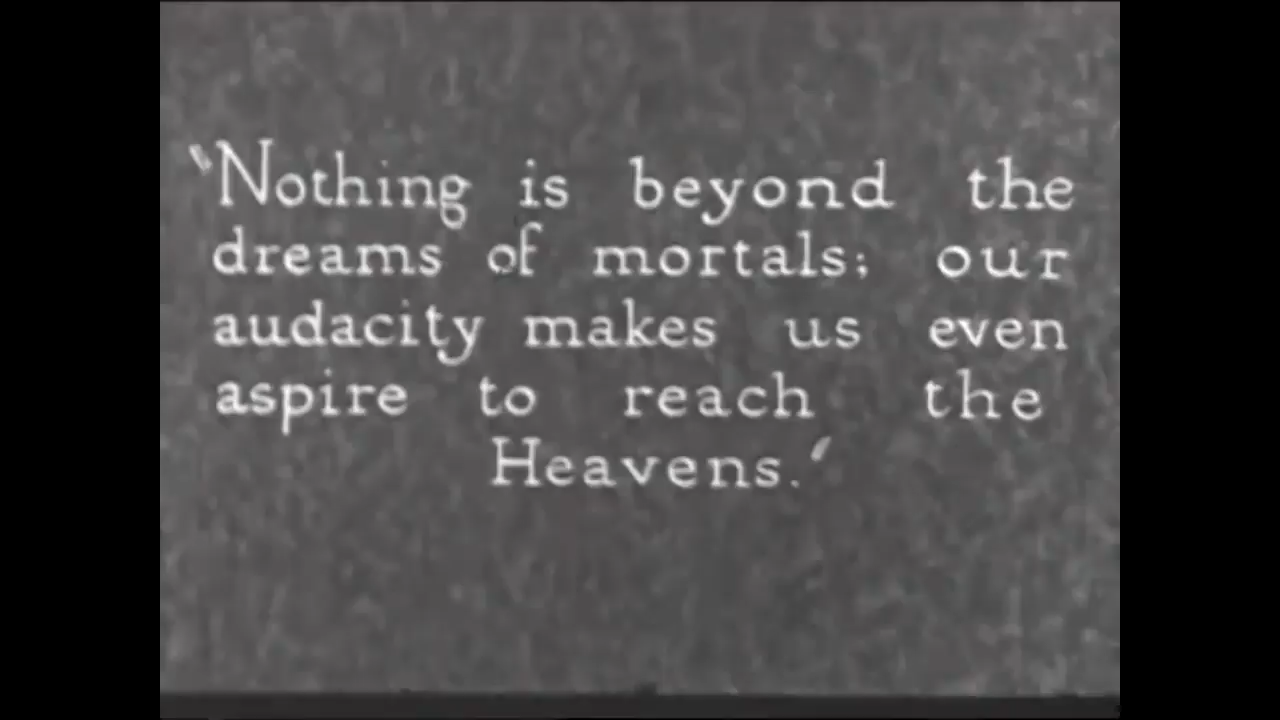 ‘Nothing is beyond the
dreams of mortals; our
audacity makes us even
aspire to reach the
Heavens.’